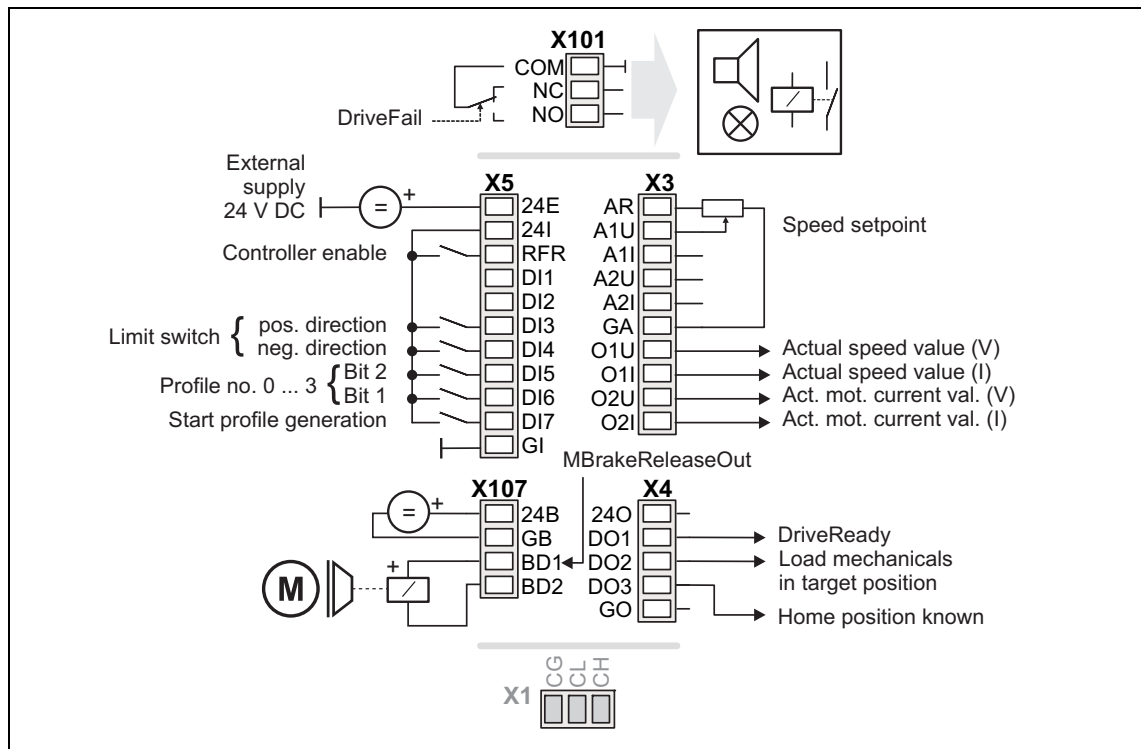 X101
COM
NC
NO
DriveFail
External
supply
24 V DC
=
+
Controller enable
Limit switch { pos. direction
neg. direction
Profile no. 0 ... 3 { Bit 2
Bit 1
Start profile generation
X5
24E
24I
RFR
DI1
DI2
DI3
DI4
DI5
DI6
DI7
GI
X3
AR
A1U
A1I
A2U
A2I
GA
O1U
O1I
O2U
O2I
Speed setpoint
Actual speed value (V)
Actual speed value (I)
Act. mot. current val. (V)
Act. mot. current val. (I)
MBrakeReleaseOut
X107
=
+
24B
GB
BD1
BD2
M
+
X4
24O
DO1
DO2
DO3
GO
DriveReady
Load mechanicals
in target position
Home position known
X1
CG
CL
CH